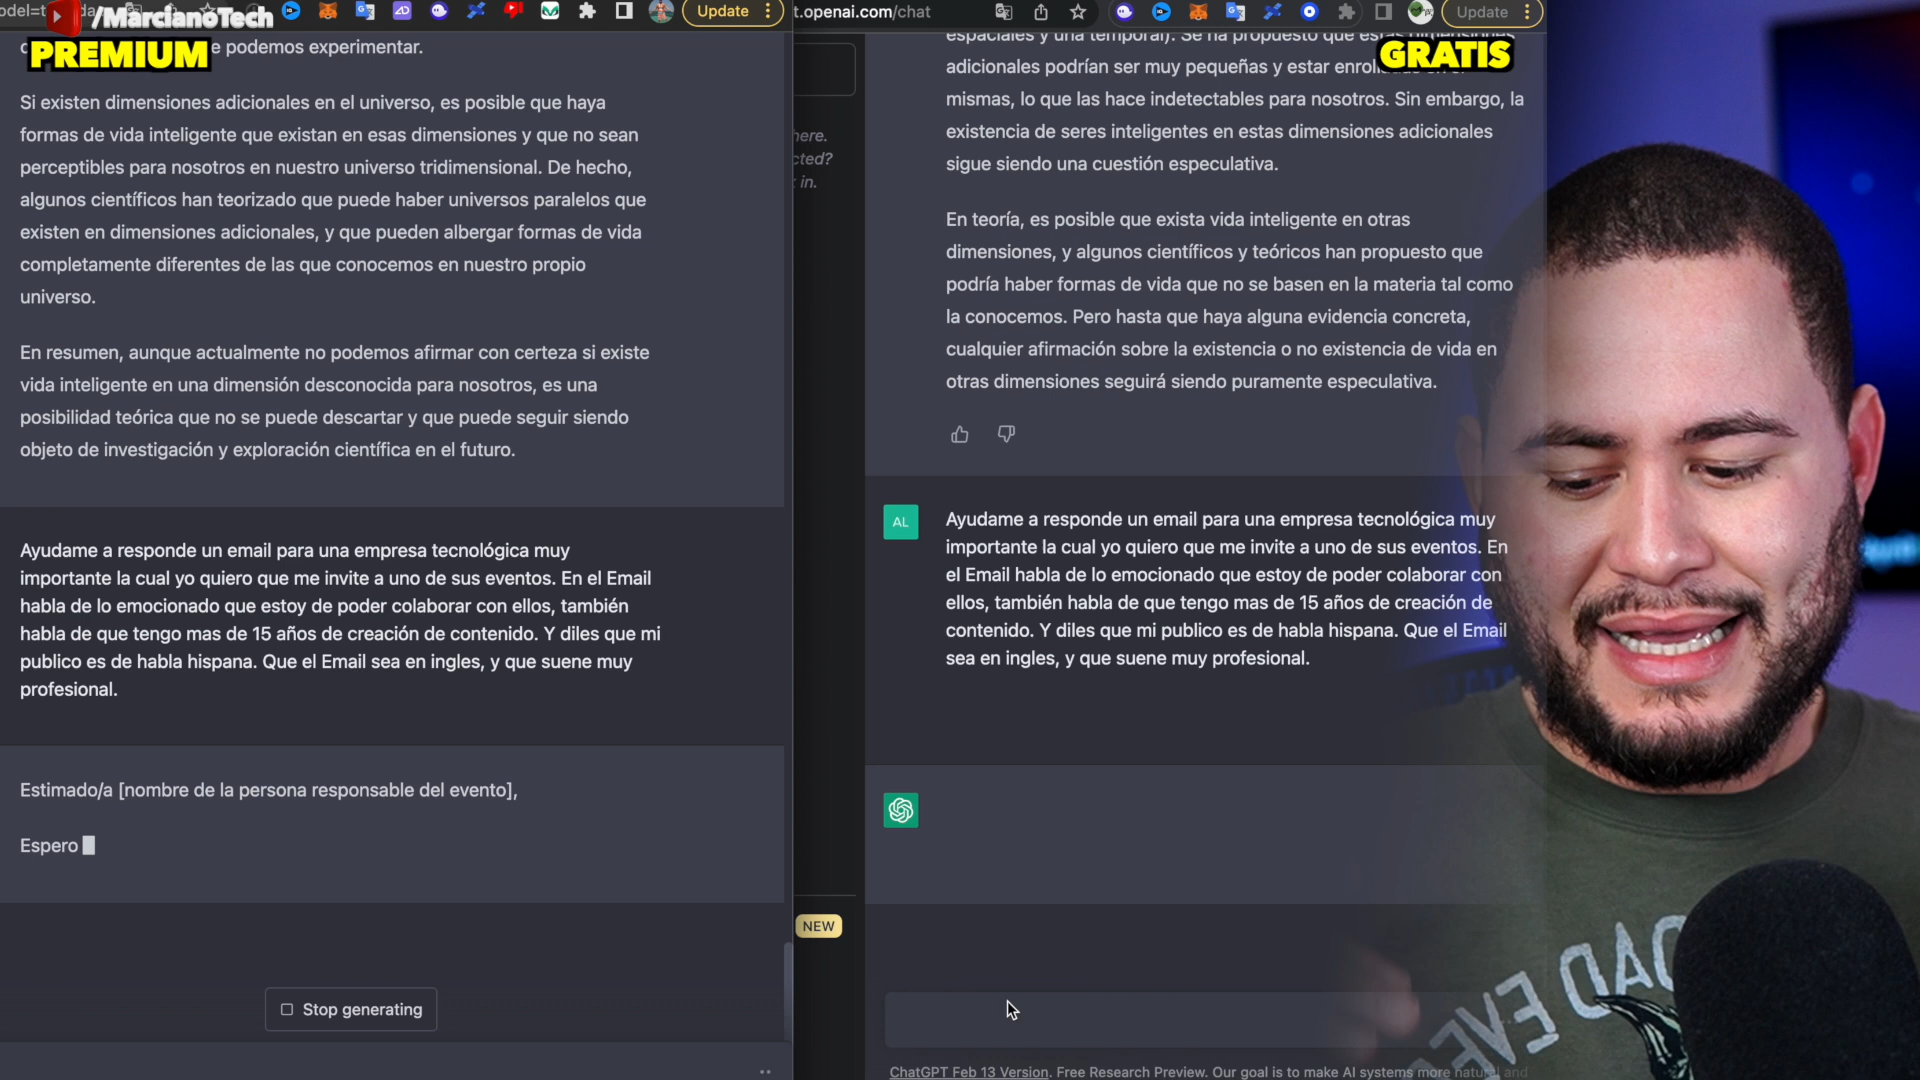 /MarcianoTech
Update
PREMIUM
e podemos experimentar.
Si existen dimensiones adicionales en el universo, es posible que haya
formas de vida inteligente que existan en esas dimensiones y que no sean
perceptibles para nosotros en nuestro universo tridimensional. De hecho,
algunos científicos han teorizado que puede haber universos paralelos que
existen en dimensiones adicionales, y que pueden albergar formas de vida
completamente diferentes de las que conocemos en nuestro propio
universo.
En resumen, aunque actualmente no podemos afirmar con certeza si existe
vida inteligente en una dimensión desconocida para nosotros, es una
posibilidad teórica que no se puede descartar y que puede seguir siendo
objeto de investigación y exploración científica en el futuro.
Ayudame a responde un email para una empresa tecnológica muy
importante la cual yo quiero que me invite a uno de sus eventos. En el Email
habla de lo emocionado que estoy de poder colaborar con ellos, también
habla de que tengo mas de 15 años de creación de contenido. Y diles que mi
publico es de habla hispana. Que el Email sea en ingles, y que suene muy
profesional.
Estimado/a [nombre de la persona responsable del evento],
Espero
Stop generating
t.openai.com/chat
Update
GRATIS
here.
cted?
in.
NEW
espaciales y una temporal). Se ha propuesto que estas dimensiones
adicionales podrían ser muy pequeñas y estar
mismas, lo que las hace indetectables para nosotros. Sin embargo, la
existencia de seres inteligentes en estas dimensiones adicionales
sigue siendo una cuestión especulativa.
En teoría, es posible que exista vida inteligente en otras
dimensiones, y algunos científicos y teóricos han propuesto que
podría haber formas de vida que no se basen en la materia tal como
la conocemos. Pero hasta que haya alguna evidencia concreta,
cualquier afirmación sobre la existencia o no existencia de vida en
otras dimensiones seguirá siendo puramente especulativa.
AL
Ayudame a responde un email para una empresa tecnológica muy
importante la cual yo quiero que me invite a uno de sus eventos. En
el Email habla de lo emocionado que estoy de poder colaborar con
ellos, también habla de que tengo mas de 15 años de creación de
contenido. Y diles que mi publico es de habla hispana. Que el Email
sea en ingles, y que suene muy profesional.
ChatGPT Feb 13 Version. Free Research Preview. Our goal is to make AI systems more natural and